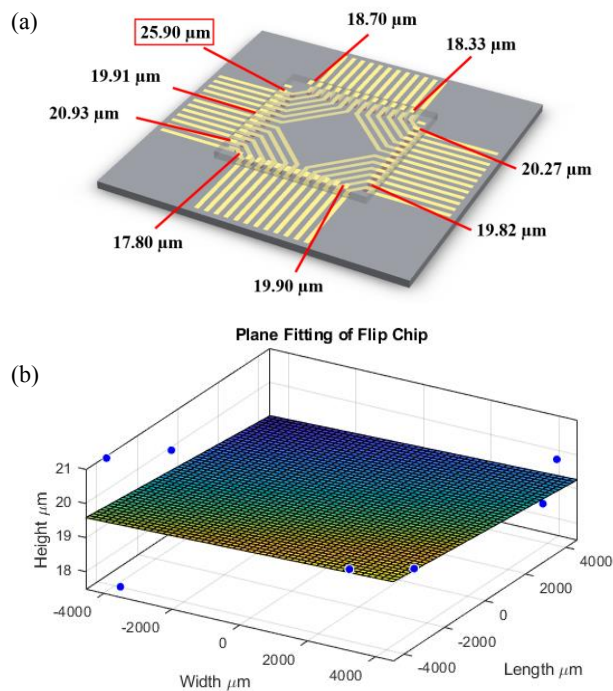 (a)
25.90 µm
18.70 µm
18.33 µm
19.91 µm
20.93 µm
20.27 µm
17.80 µm
19.82 µm
19.90 µm
Plane Fitting of Flip Chip
(b)
21
20
19
18
Height µm
-4000
-2000
0
2000
4000
Width µm
4000
2000
0
-2000
-4000
Length µm